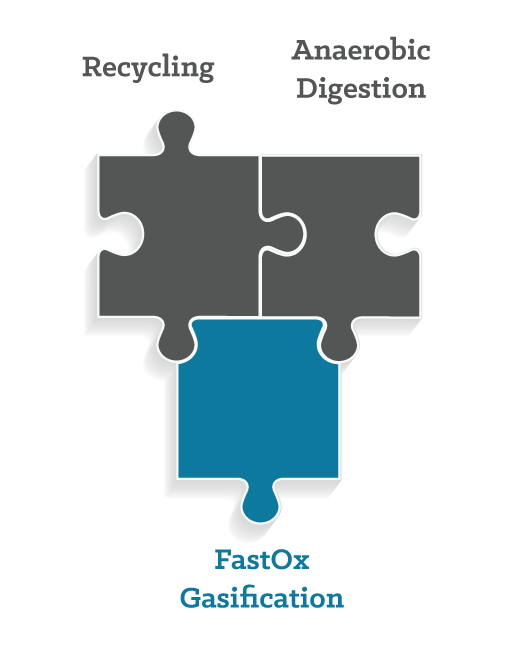 Recycling
Anaerobic
Digestion
FastOx
Gasification